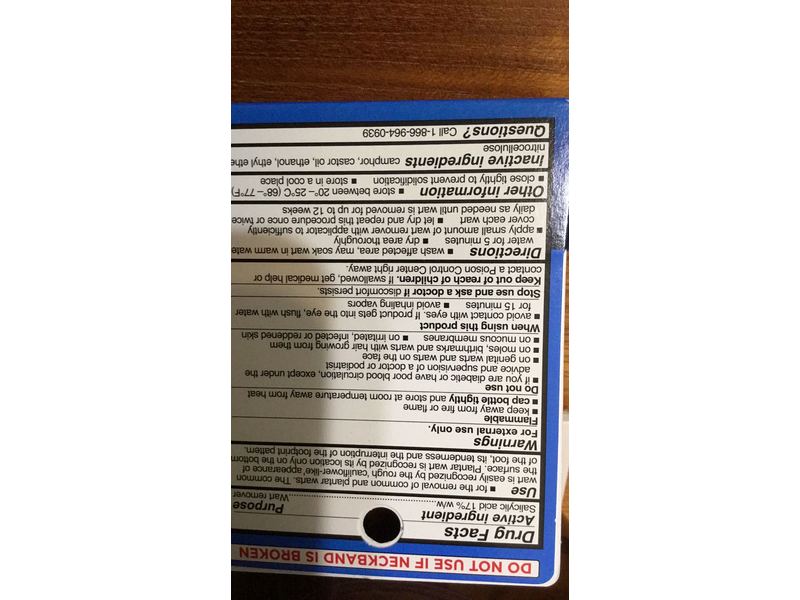 DO NOT USE IF NECKBAND IS BROKEN
Drug Facts
Active ingredient Purpose
Salicylic acid 17% w/w......Wart remover
Use ■ for the removal of common and plantar warts. The common
wart is easily recognized by the rough 'cauliflower-like' appearance of
the surface. Plantar wart is recognized by its location only on the bottom
of the foot, its tenderness and the interruption of the footprint pattern.
Warnings
For external use only.
Flammable
■ keep away from fire or flame
■ cap bottle tightly and store at room temperature away from heat
Do not use
■ if you are diabetic or have poor blood circulation, except under the
advice and supervision of a doctor or podiatrist
■ on genital warts and warts on the face
■ on moles, birthmarks and warts with hair growing from them
■ on mucous membranes ■ on irritated, infected or reddened skin
When using this product
■ avoid contact with eyes. If product gets into the eye, flush with water
for 15 minutes ■ avoid inhaling vapors
Stop use and ask a doctor if discomfort persists.
Keep out of reach of children. If swallowed, get medical help or
contact a Poison Control Center right away.
Directions ■ wash affected area, may soak wart in warm
water for 5 minutes ■ dry area thoroughly
■ apply small amount of wart remover with applicator to sufficiently
cover each wart ■ let dry and repeat this procedure once or twice
daily as needed until wart is removed for up to 12 weeks
Other information ■ store between 20°– 25°C (68°– 77°F)
■ close tightly to prevent solidification ■ store in a cool place
Inactive ingredients camphor, castor oil, ethanol, ethyl
nitrocellulose
Questions? Call 1-866-964-0939